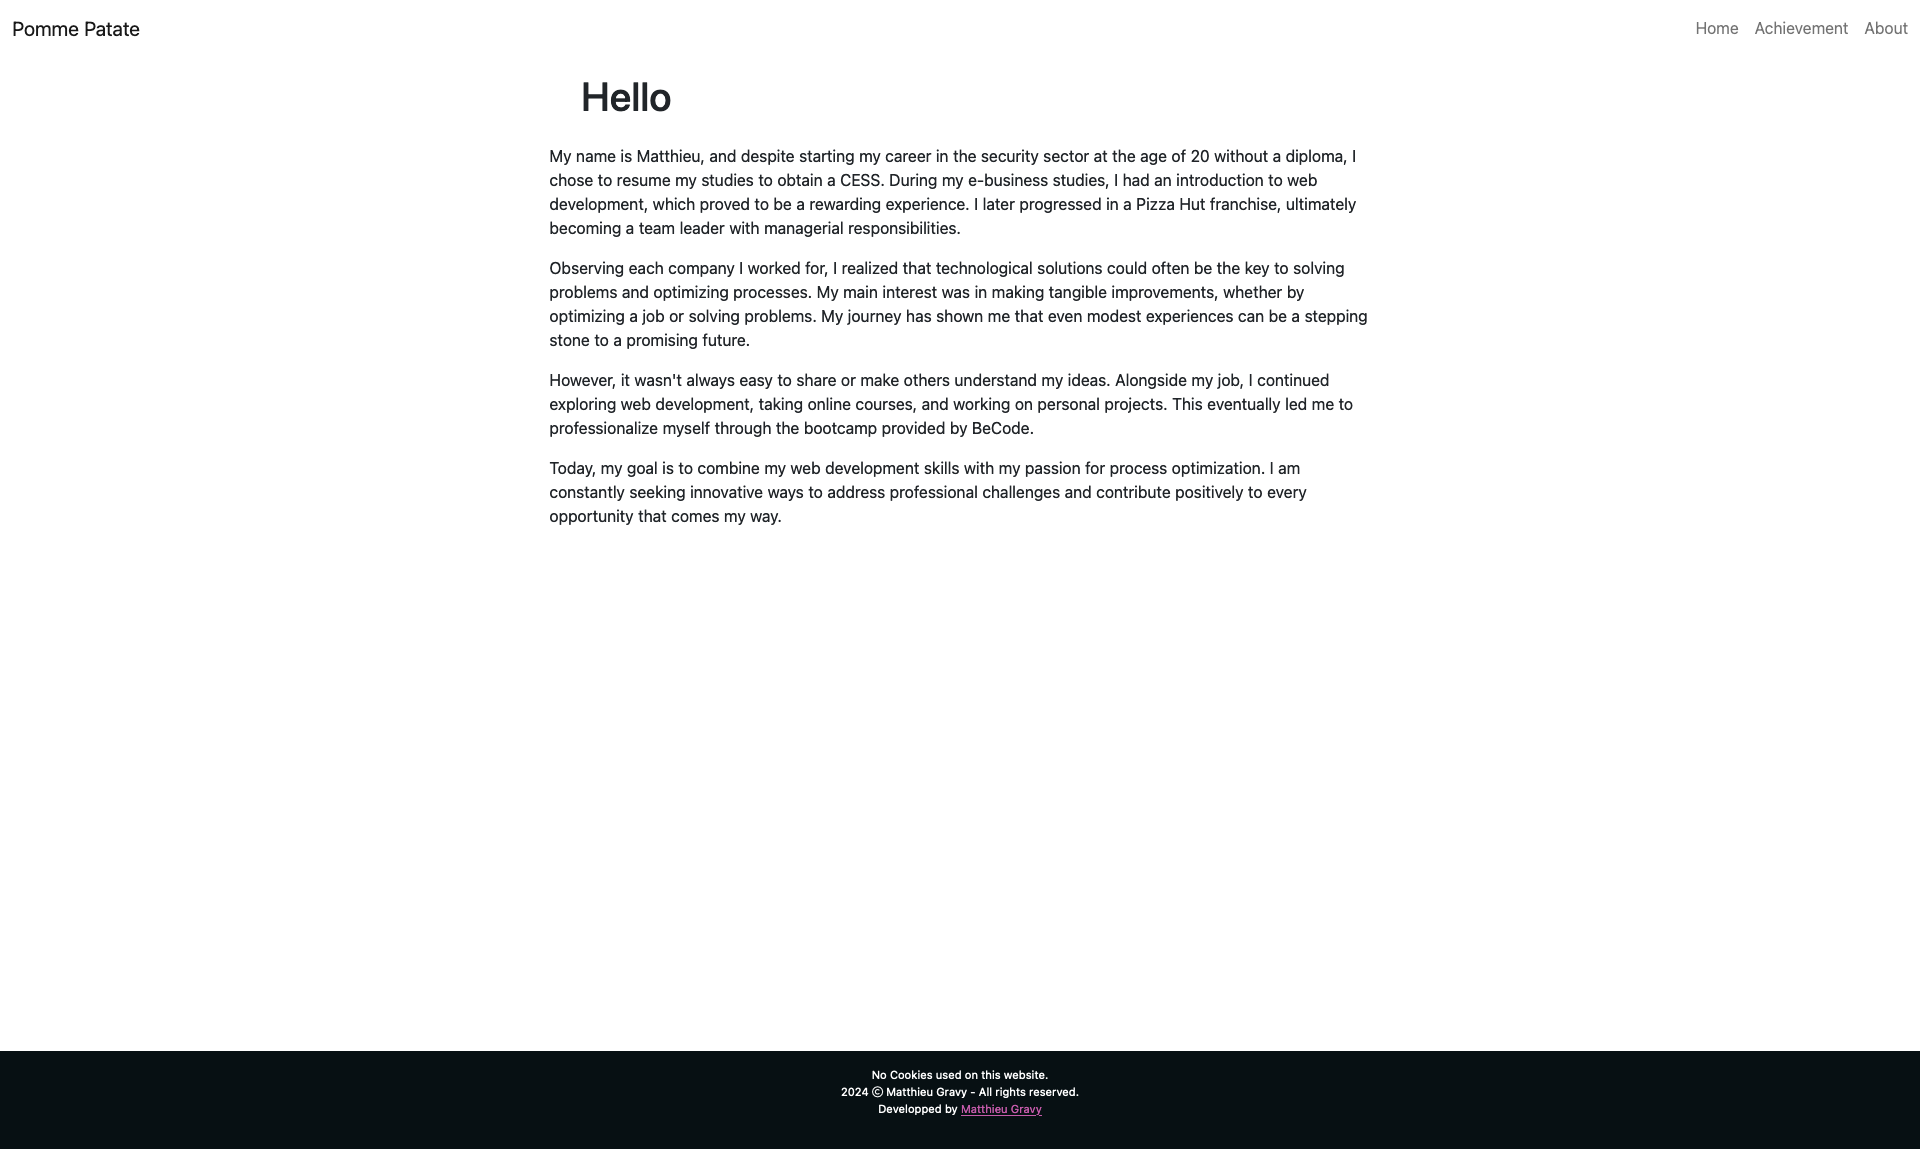 Pomme Patate
Home Achievement About
Hello
My name is Matthieu, and despite starting my career in the security sector at the age of 20 without a diploma, I
chose to resume my studies to obtain a CESS. During my e-business studies, I had an introduction to web
development, which proved to be a rewarding experience. I later progressed in a Pizza Hut franchise, ultimately
becoming a team leader with managerial responsibilities.
Observing each company I worked for, I realized that technological solutions could often be the key to solving
problems and optimizing processes. My main interest was in making tangible improvements, whether by
optimizing a job or solving problems. My journey has shown me that even modest experiences can be a stepping
stone to a promising future.
However, it wasn't always easy to share or make others understand my ideas. Alongside my job, I continued
exploring web development, taking online courses, and working on personal projects. This eventually led me to
professionalize myself through the bootcamp provided by BeCode.
Today, my goal is to combine my web development skills with my passion for process optimization. I am
constantly seeking innovative ways to address professional challenges and contribute positively to every
opportunity that comes my way.
No Cookies used on this website.
2024 © Matthieu Gravy - All rights reserved.
Developped by Matthieu Gravy